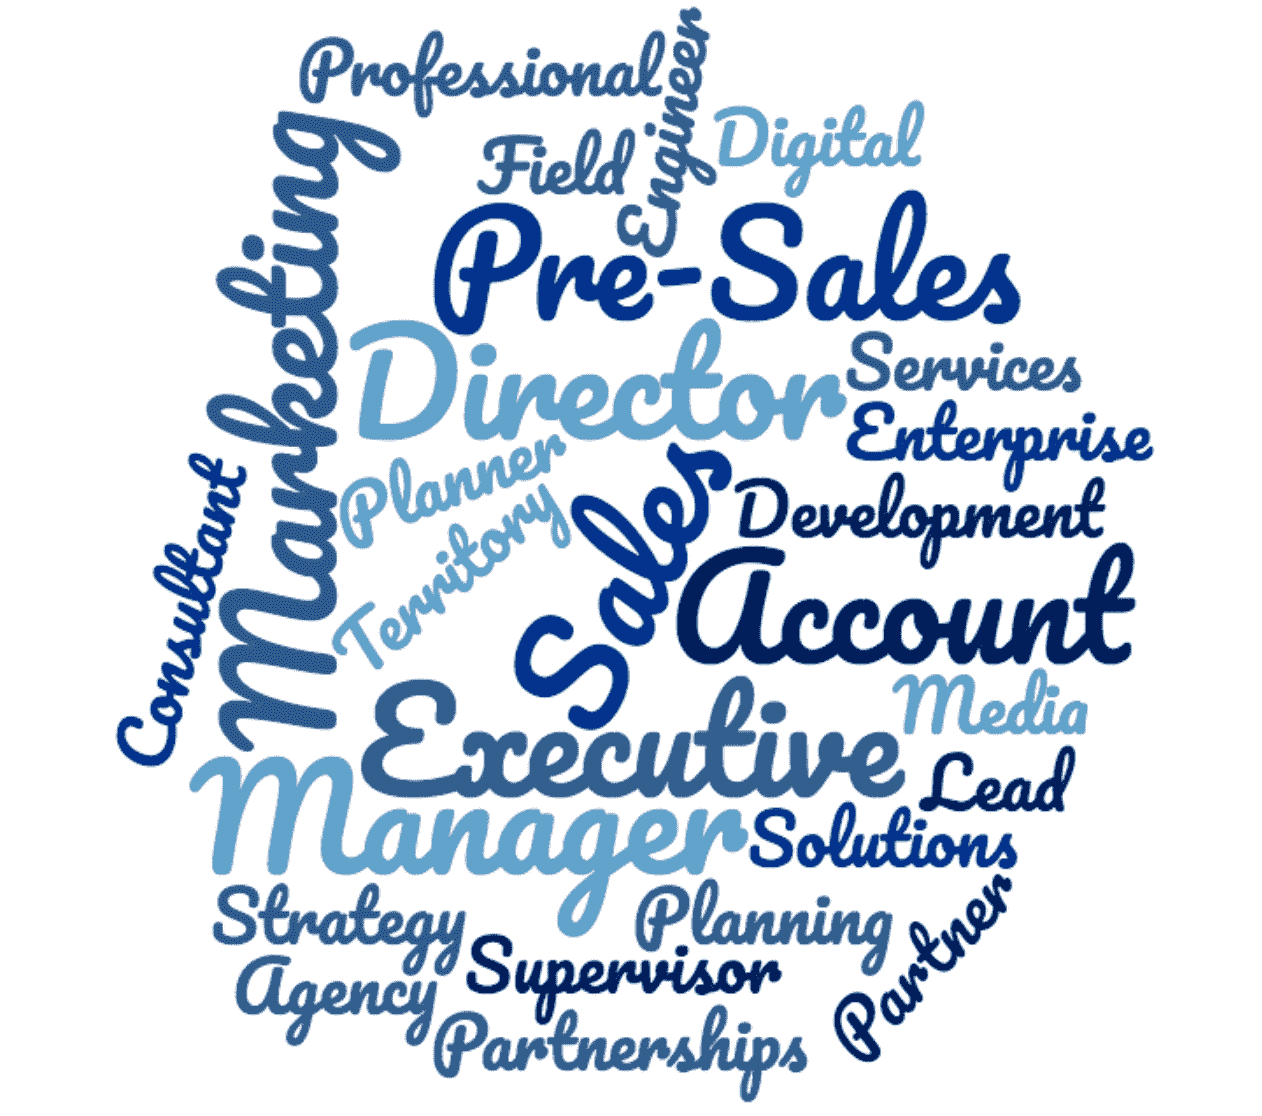 Professional
Engineer
Digital
Field
Marketing
Pre-Sales
Director
Services
Enterprise
Planner
Consultant
Territory
Sales
Development
Account
Media
Executive
Lead
Manager
Solutions
Strategy
Planning
Partner
Supervisor
Agency
Partnerships